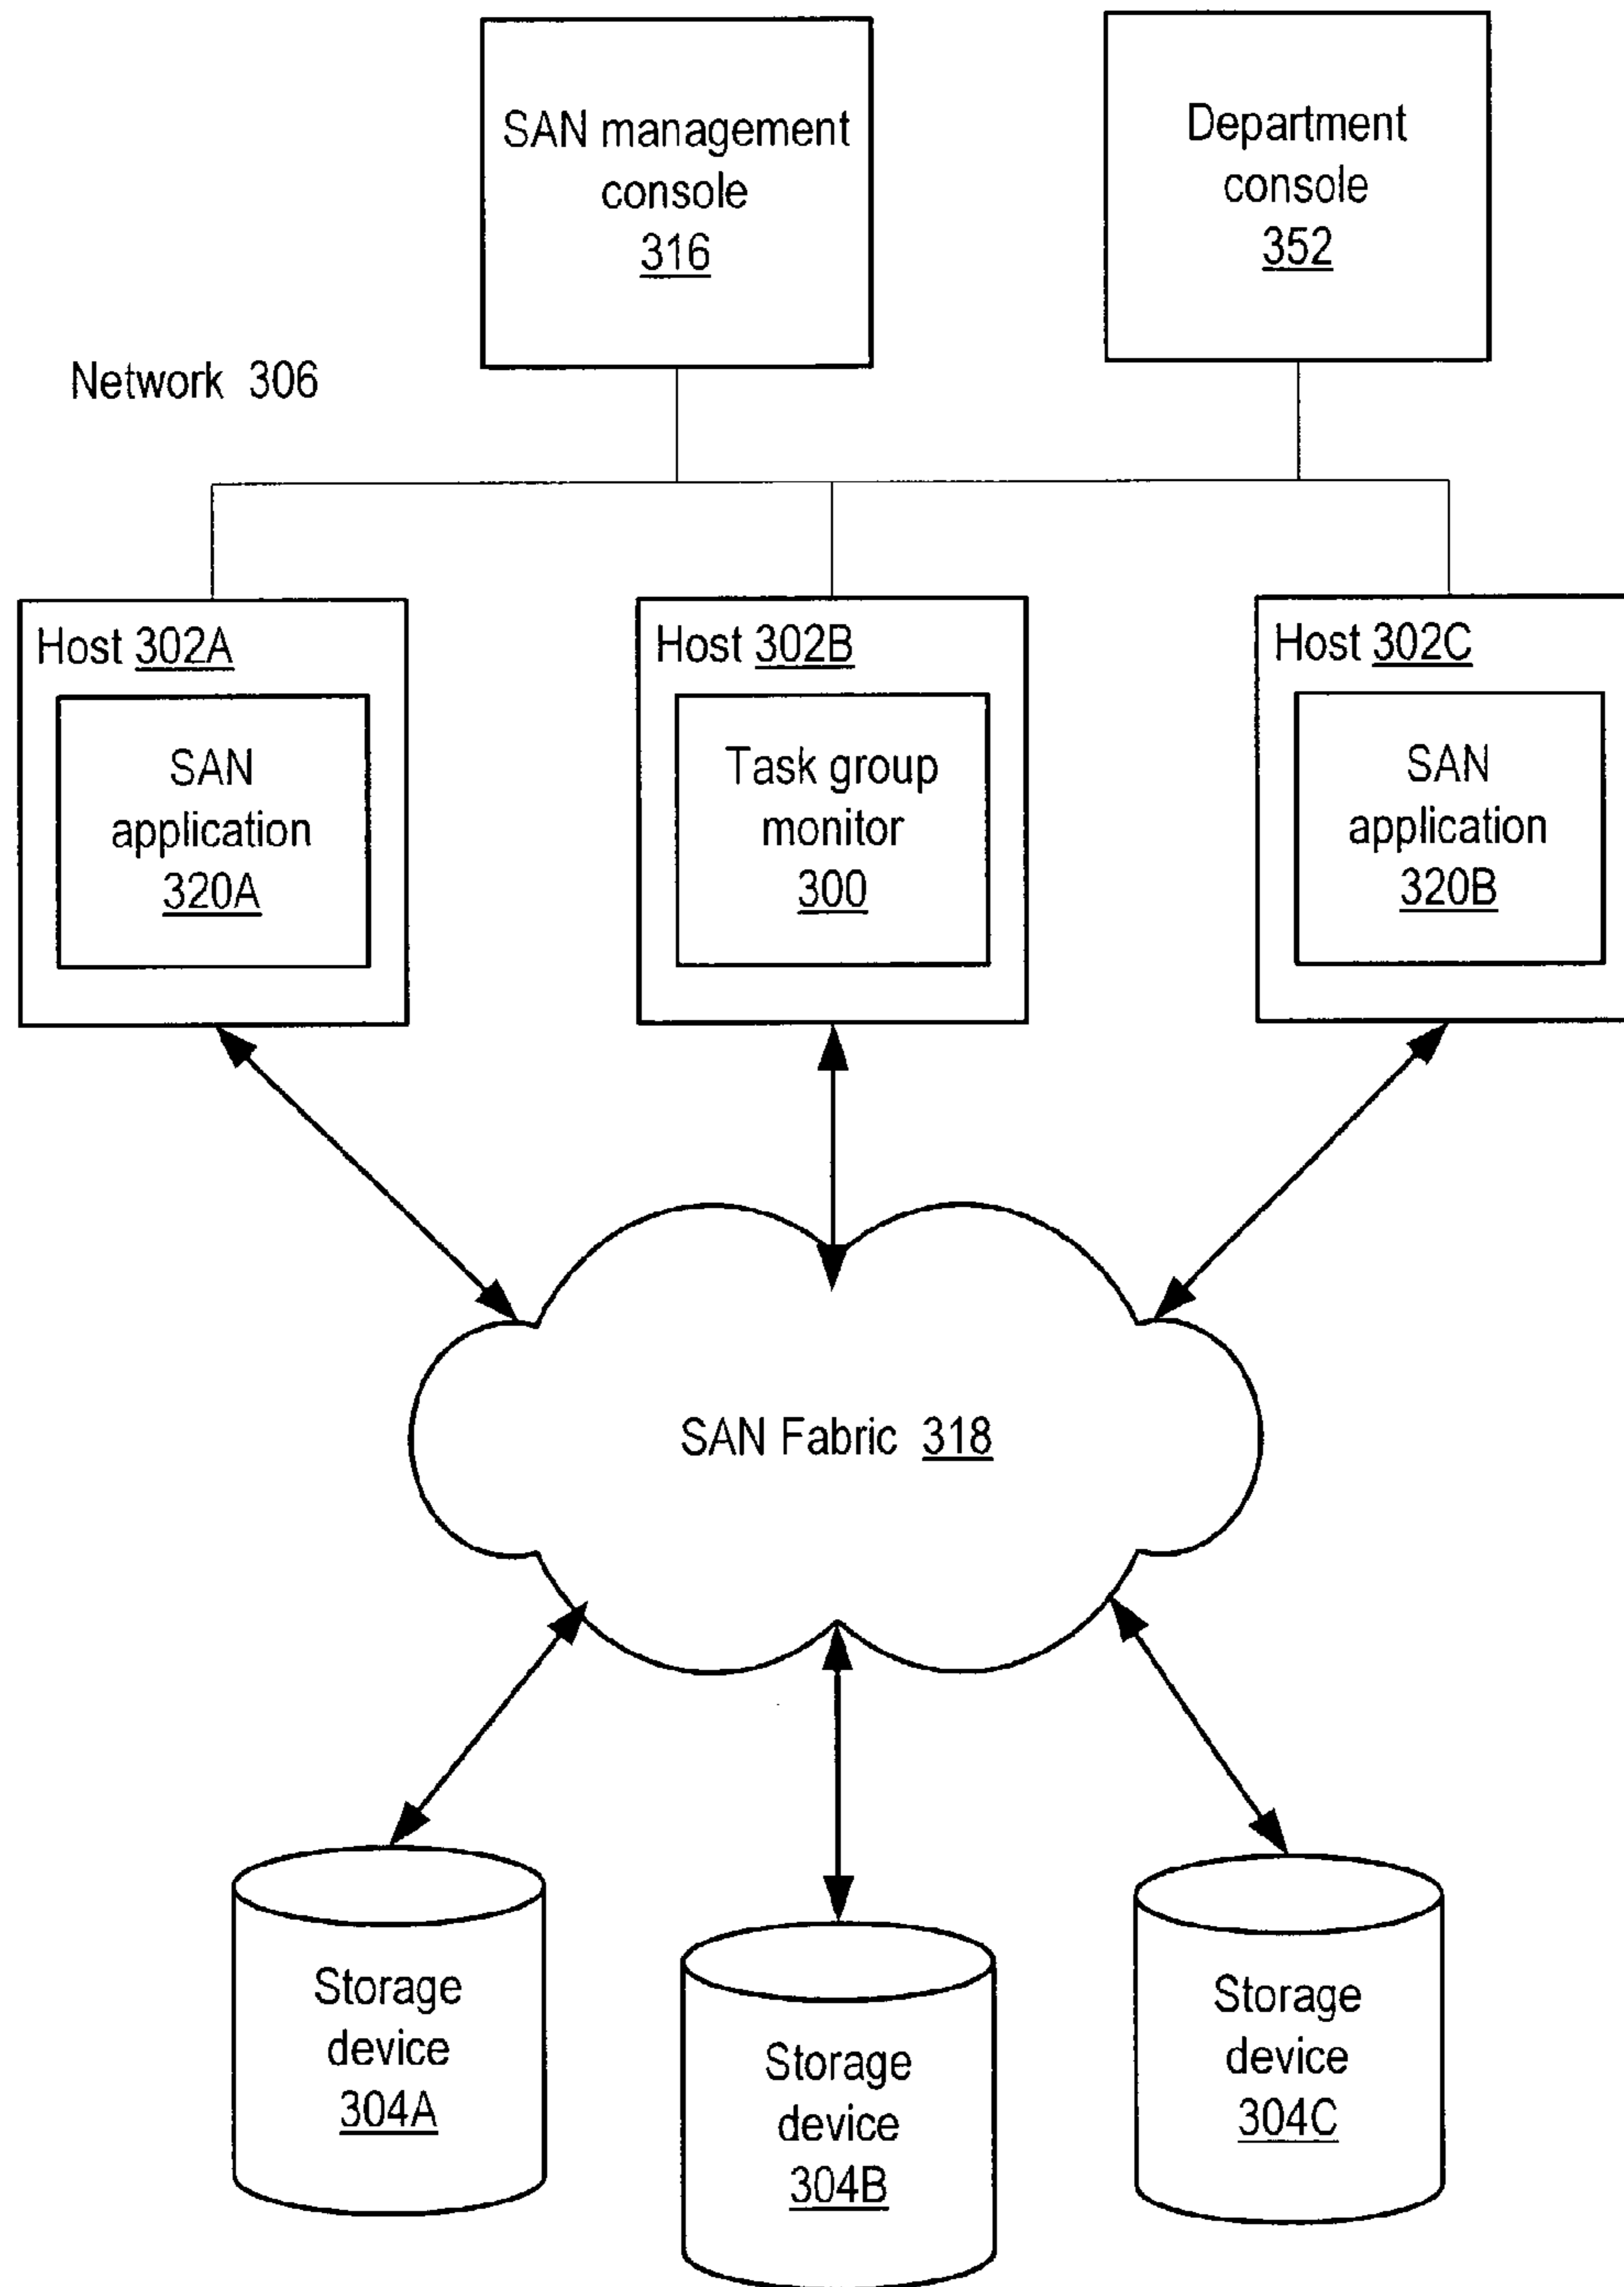 SAN management
console
316
Department
console
352
Network 306
Host 302A
SAN
application
320A
Host 302B
Task group
monitor
300
Host 302C
SAN
application
320B
SAN Fabric 318
Storage
device
304A
Storage
device
304B
Storage
device
304C